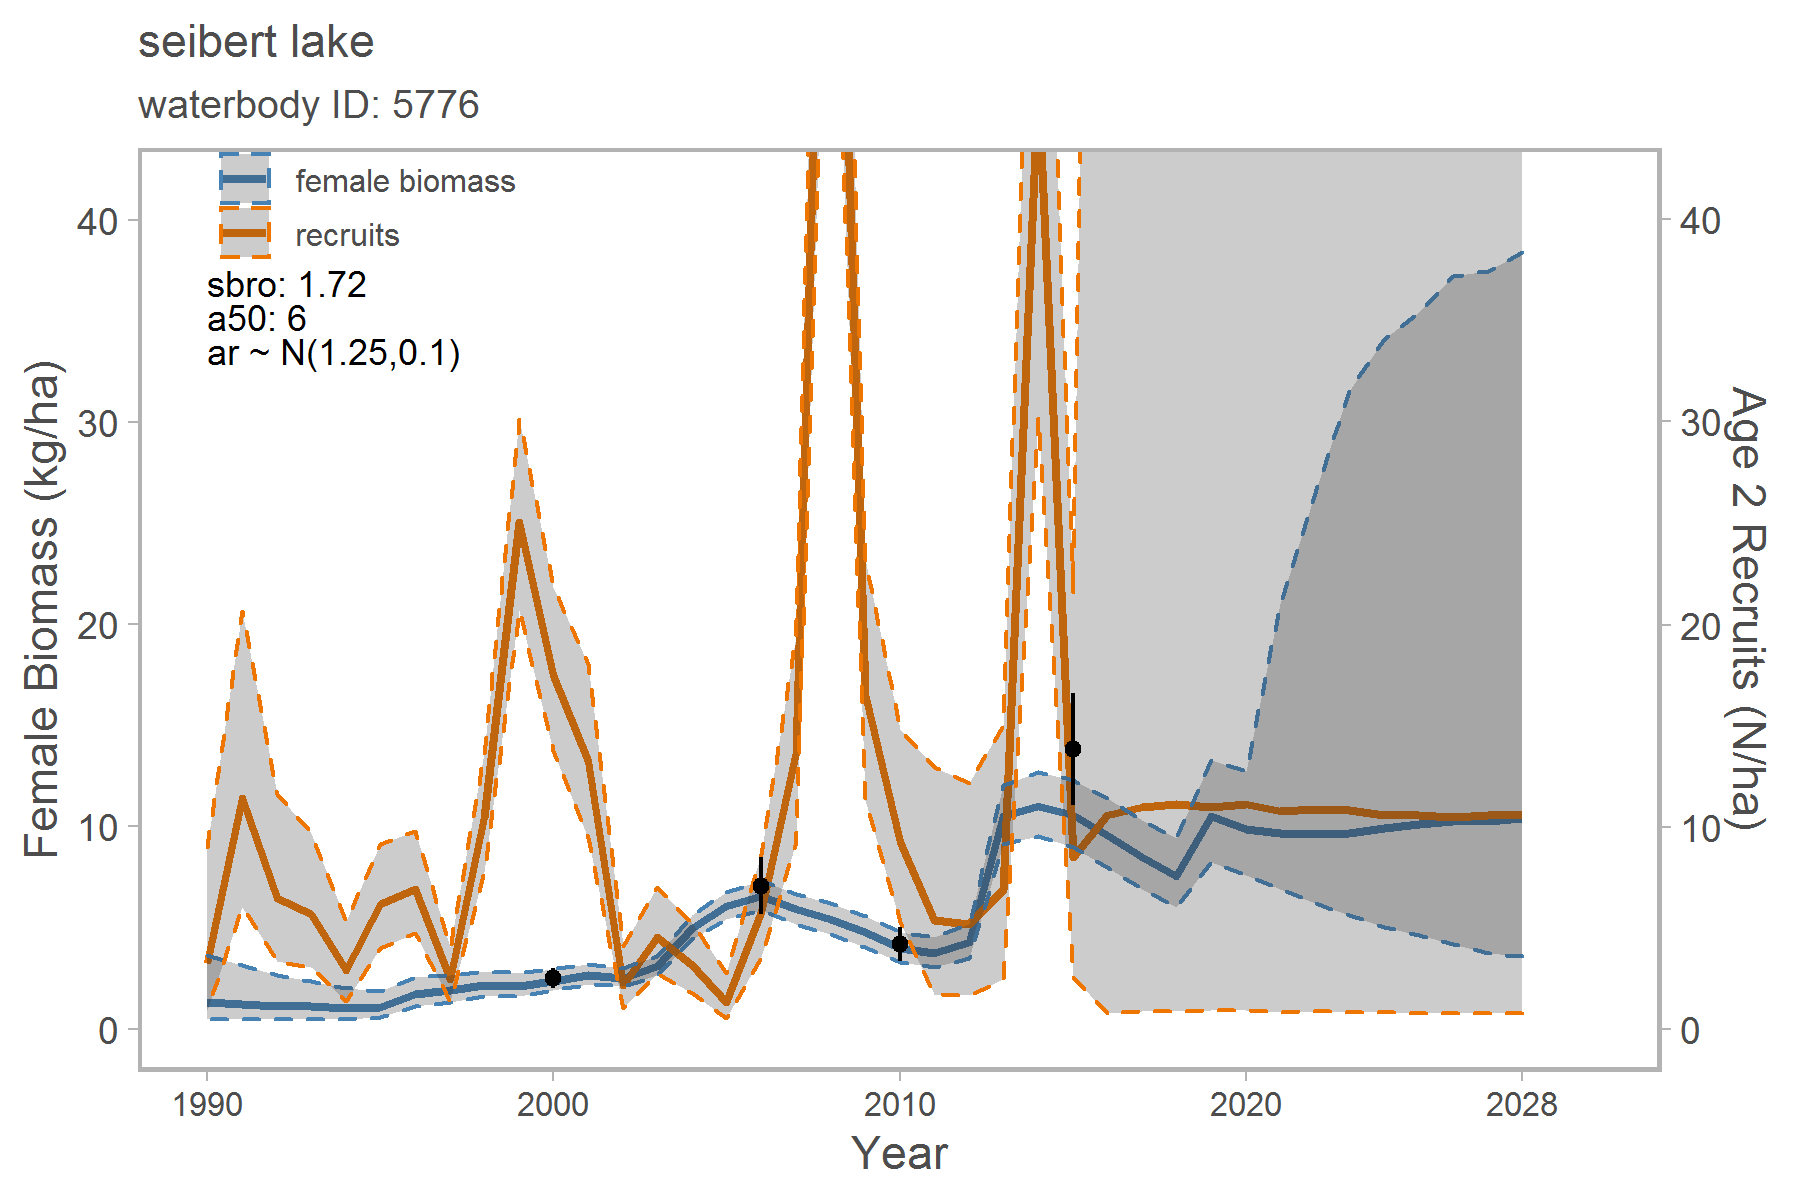 seibert lake
waterbody ID: 5776
female biomass
recruits
sbro: 1.72
a50: 6
ar ~ N(1.25,0.1)
Female Biomass (kg/ha)
40
30
20
10
0
40
30
20
10
0
Age 2 Recruits (N/ha)
1990
2000
2010
2020
2028
Year